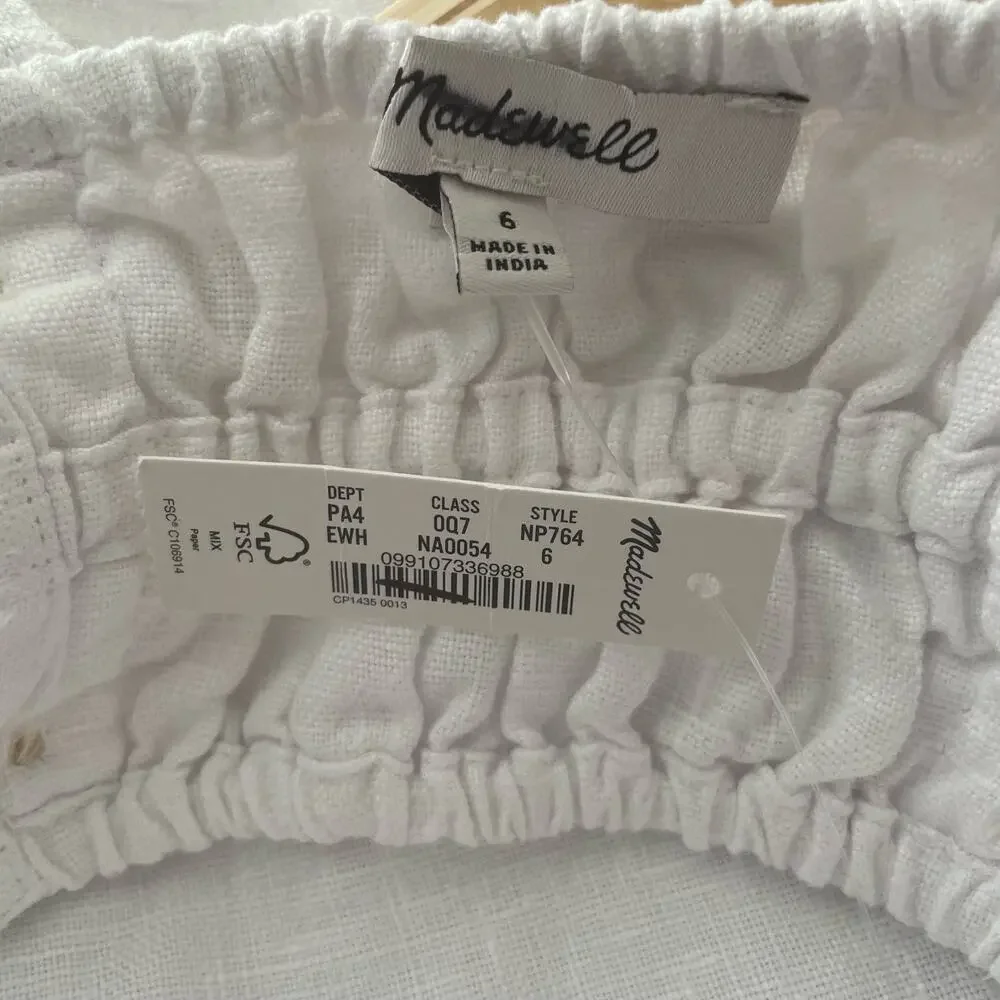 Madewell
6
MADE IN
INDIA
FSC® C106914
MIX
Paper
FSC
®
DEPT
PA4
EWH
CLASS
0Q7
NA0054
STYLE
NP764
6
099107336988
CP1435 0013
Madewell